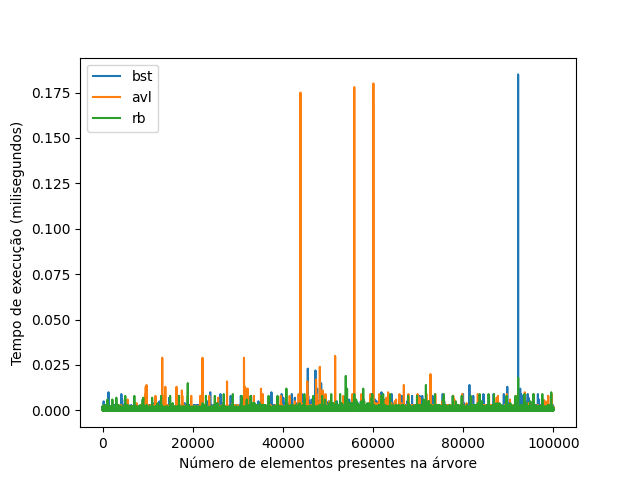 bst
avl
rb
0.175
0.150
0.125
0.100
0.075
0.050
0.025
0.000
Tempo de execução (milisegundos)
0 20000 40000 60000 80000 100000
Número de elementos presentes na árvore